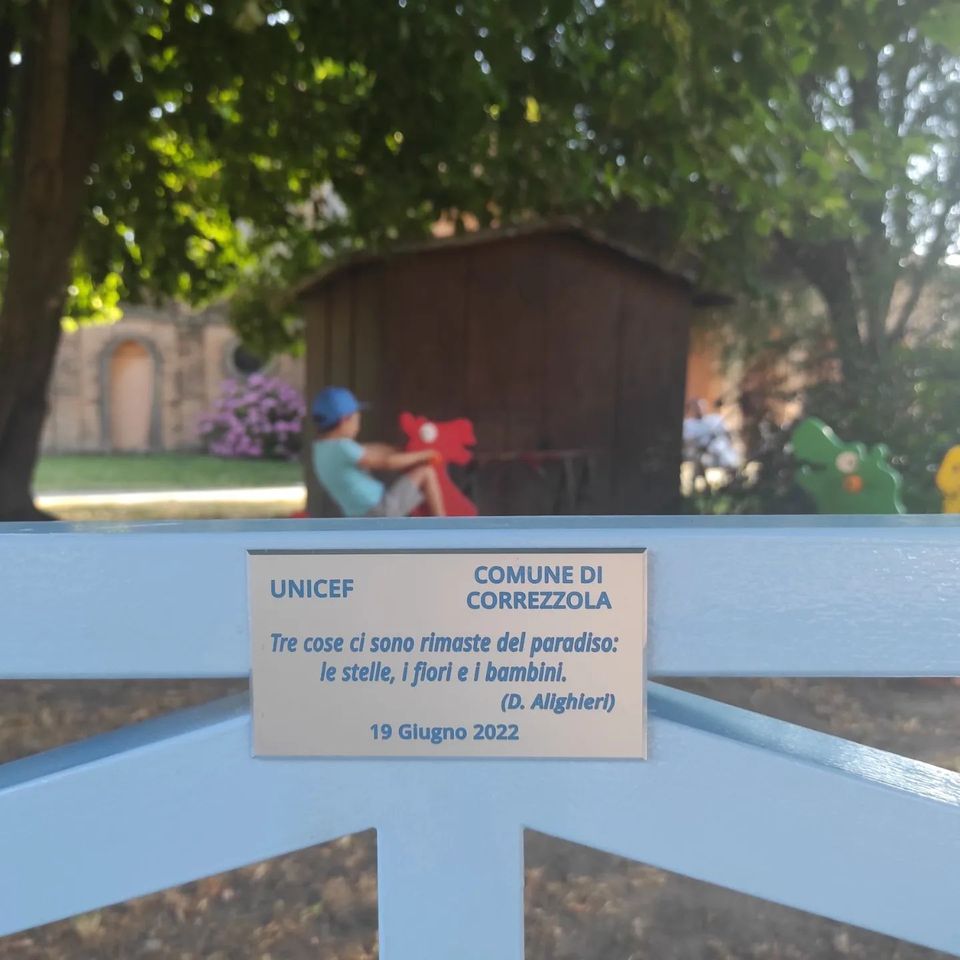 UNICEF
COMUNE DI
CORREZZOLA
Tre cose ci sono rimaste del paradiso:
le stelle, i fiori e i bambini.
(D. Alighieri)
19 Giugno 2022